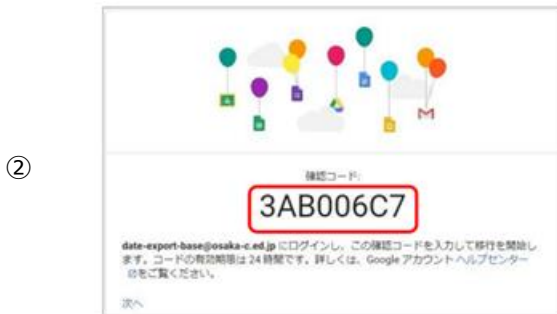 ②
確認コード:
3AB006C7
date-export-base@osaka-c.ed.jp にログインし、この確認コードを入力して移行を開始し
ます。コードの有効期限は 24 時間です。詳しくは、Google アカウント ヘルプセンター
をご覧ください。
次へ